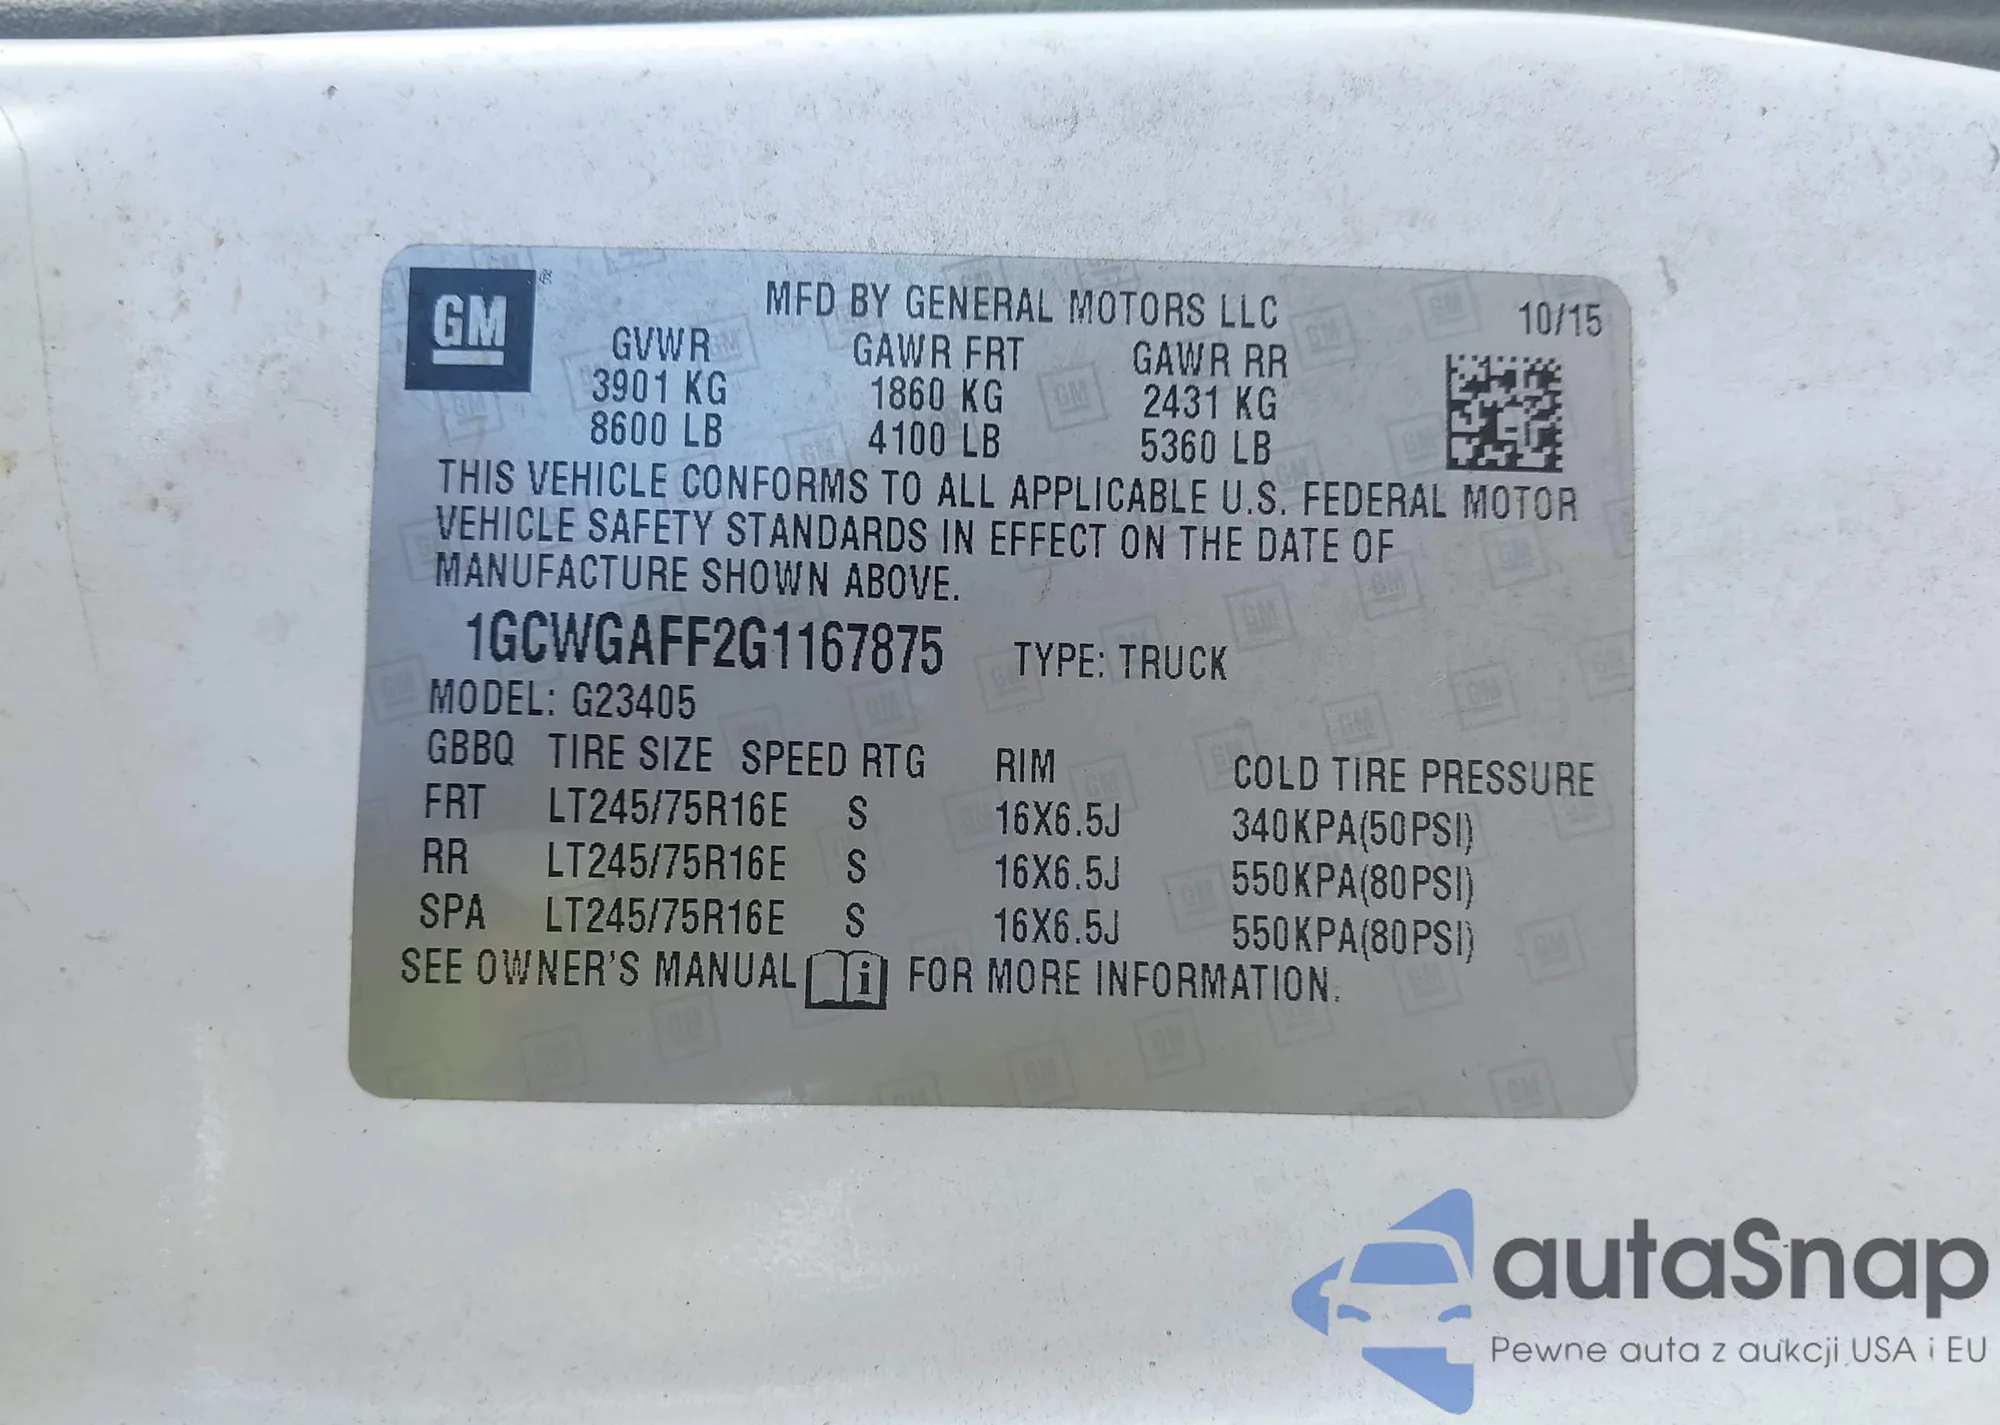 GM
MFD BY GENERAL MOTORS LLC 10/15
GVWR GAWR FRT GAWR RR
3901 KG 1860 KG 2431 KG
8600 LB 4100 LB 5360 LB
THIS VEHICLE CONFORMS TO ALL APPLICABLE U.S. FEDERAL MOTOR
VEHICLE SAFETY STANDARDS IN EFFECT ON THE DATE OF
MANUFACTURE SHOWN ABOVE.
1GCWGAFF2G1167875 TYPE: TRUCK
MODEL: G23405
GBBQ TIRE SIZE SPEED RTG RIM COLD TIRE PRESSURE
FRT LT245/75R16E S 16X6.5J 340KPA(50PSI)
RR LT245/75R16E S 16X6.5J 550KPA(80PSI)
SPA LT245/75R16E S 16X6.5J 550KPA(80PSI)
SEE OWNER'S MANUAL i FOR MORE INFORMATION.
autaSnap
Pewne auta z aukcji USA i EU